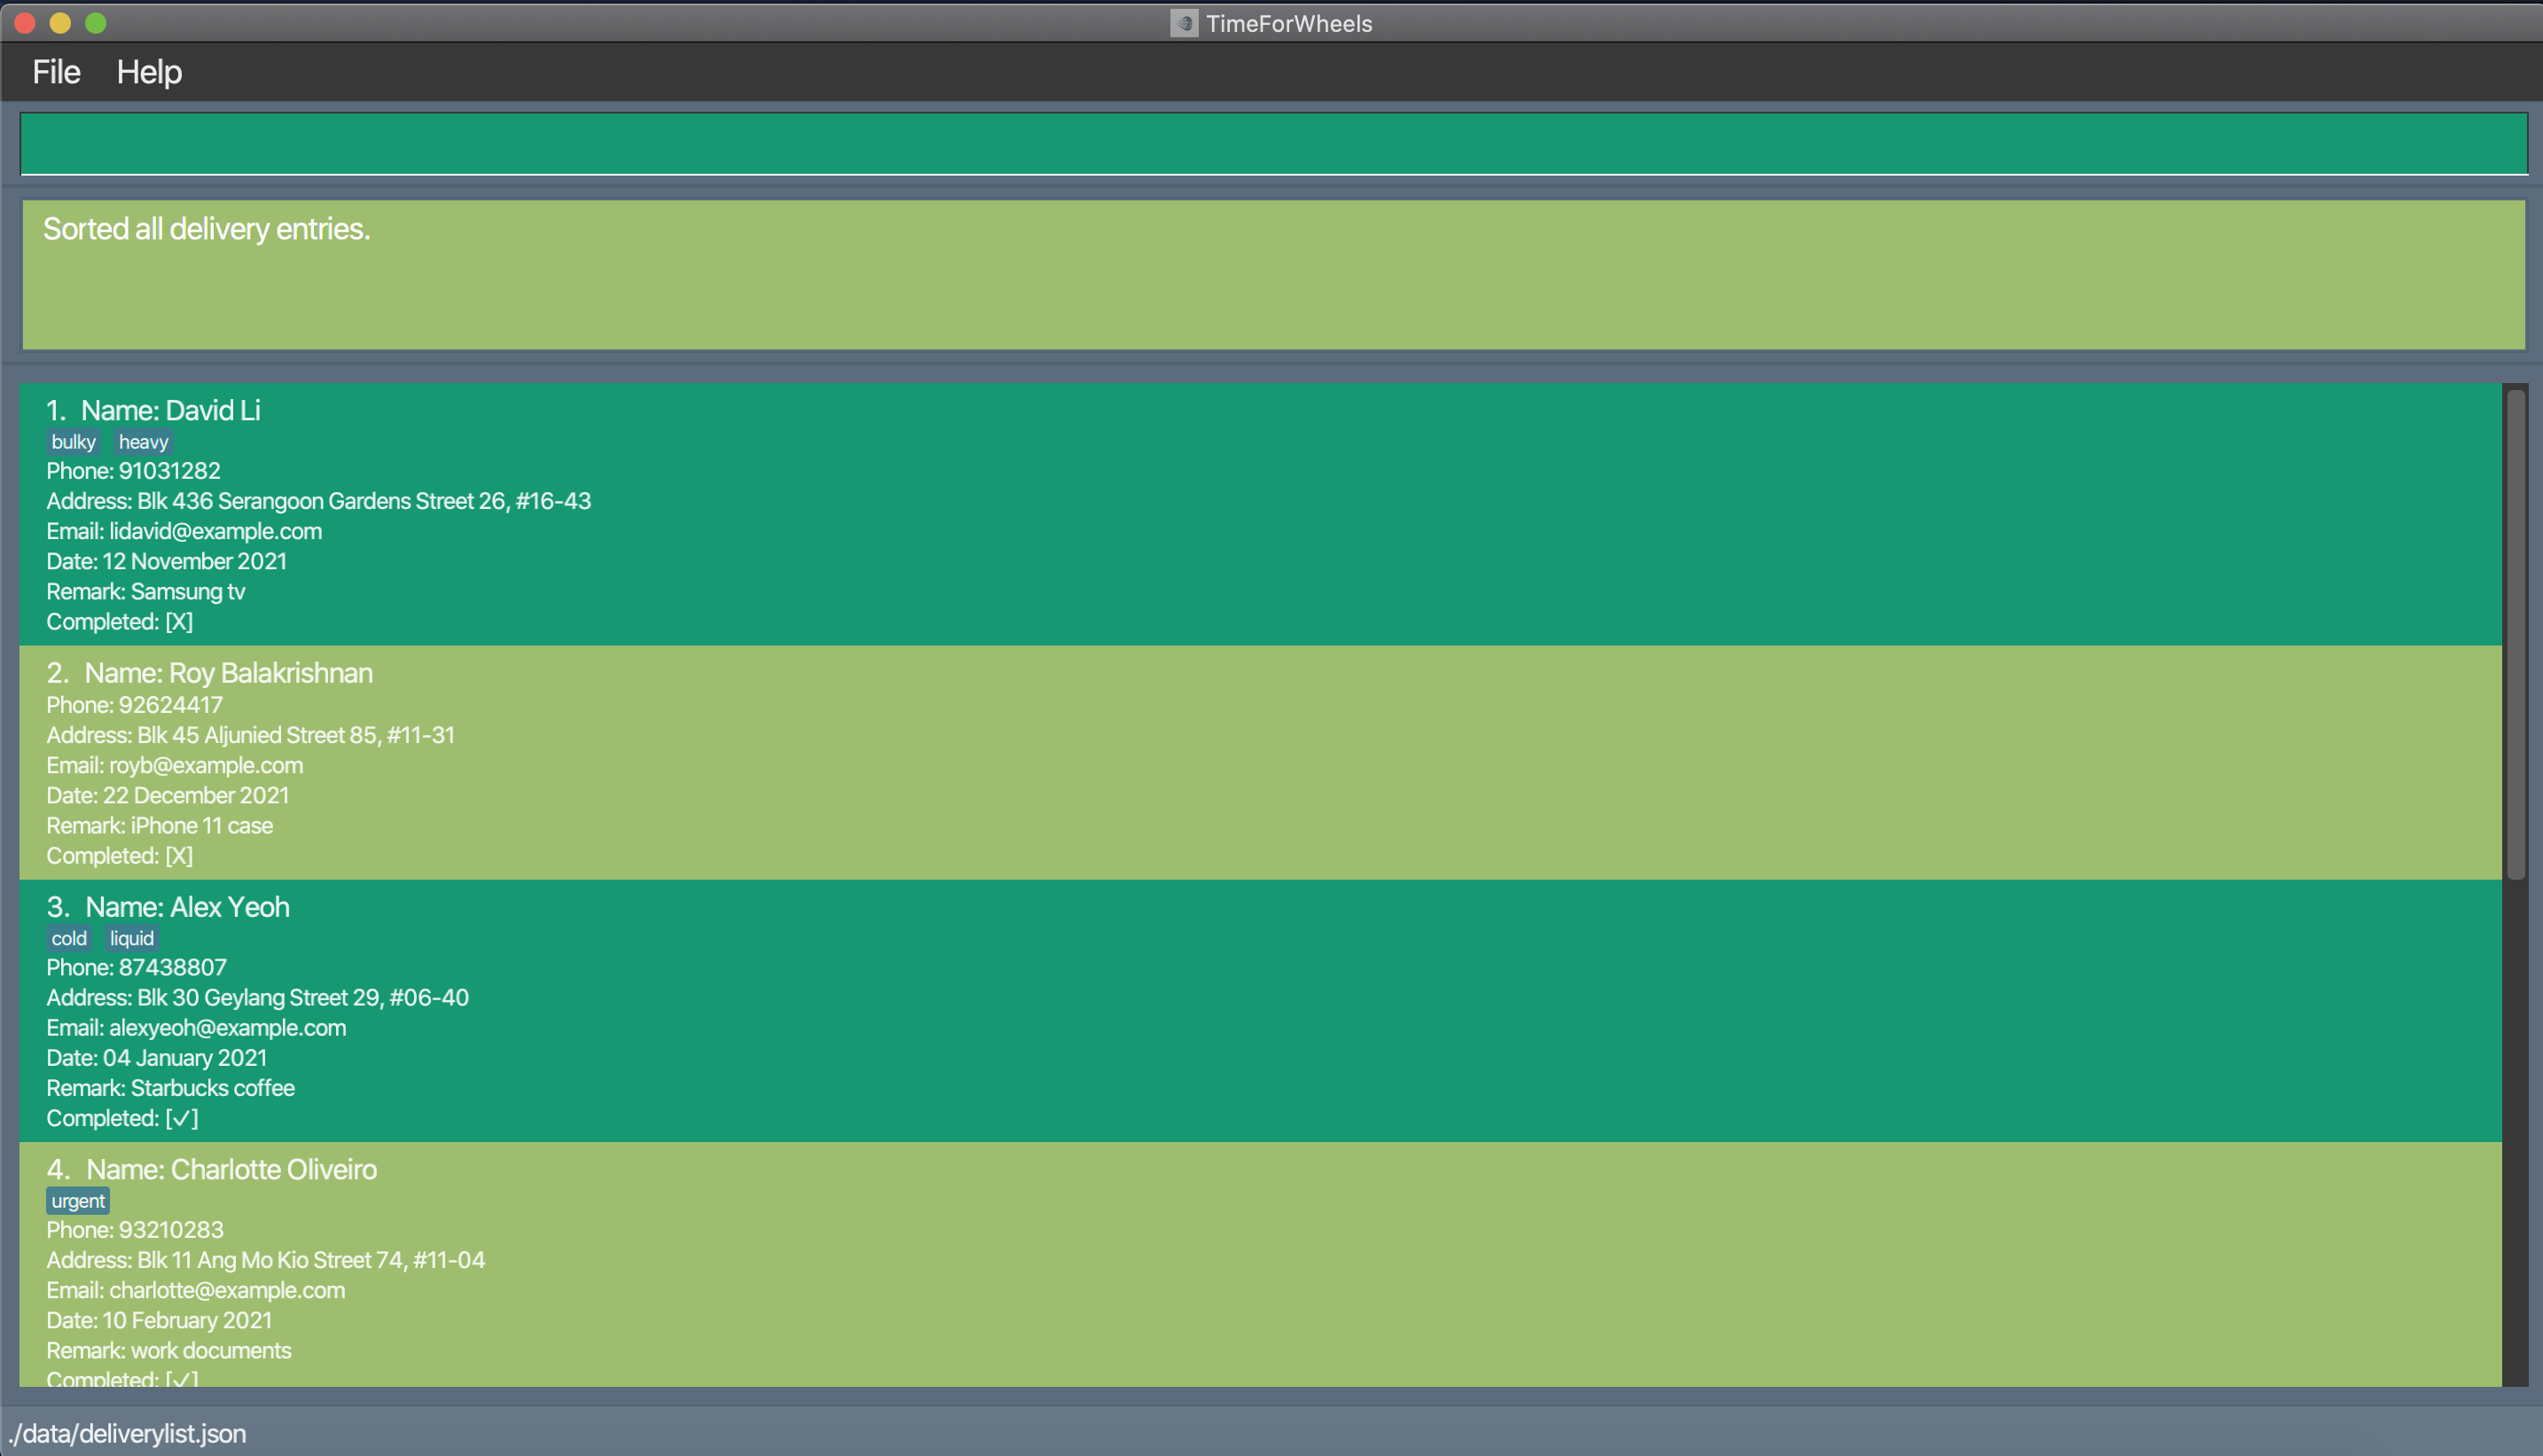 TimeForWheels
File Help
Sorted all delivery entries.
1. Name: David Li
bulky heavy
Phone: 91031282
Address: Blk 436 Serangoon Gardens Street 26, #16-43
Email: lidavid@example.com
Date: 12 November 2021
Remark: Samsung tv
Completed: [X]
2. Name: Roy Balakrishnan
Phone: 92624417
Address: Blk 45 Aljunied Street 85, #11-31
Email: royb@example.com
Date: 22 December 2021
Remark: iPhone 11 case
Completed: [X]
3. Name: Alex Yeoh
cold liquid
Phone: 87438807
Address: Blk 30 Geylang Street 29, #06-40
Email: alexyeoh@example.com
Date: 04 January 2021
Remark: Starbucks coffee
Completed: [✓]
4. Name: Charlotte Oliveiro
urgent
Phone: 93210283
Address: Blk 11 Ang Mo Kio Street 74, #11-04
Email: charlotte@example.com
Date: 10 February 2021
Remark: work documents
Completed: [✓]
./data/deliverylist.json